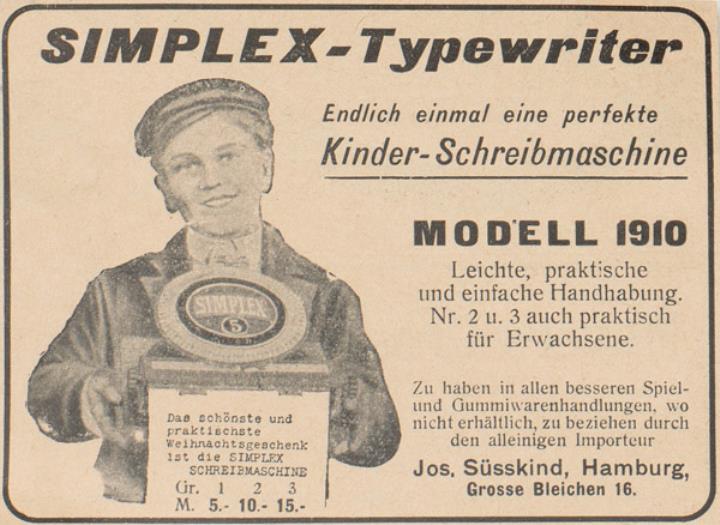 SIMPLEX-Typewriter
Endlich einmal eine perfekte
Kinder-Schreibmaschine
MODELL 1910
Leichte, praktische
und einfache Handhabung.
Nr. 2 u. 3 auch praktisch
für Erwachsene.
Zu haben in allen besseren Spiel-
und Gummiwarenhandlungen, wo
nicht erhältlich, zu beziehen durch
den alleinigen Importeur
Jos. Süsskind, Hamburg,
Grosse Bleichen 16.
SIMPLEX
3
Das schönste und
praktischste
Weihnachtsgeschenk
ist die SIMPLEX
SCHREIBMASCHINE
Gr. 1 2 3
M. 5.- 10.- 15.-